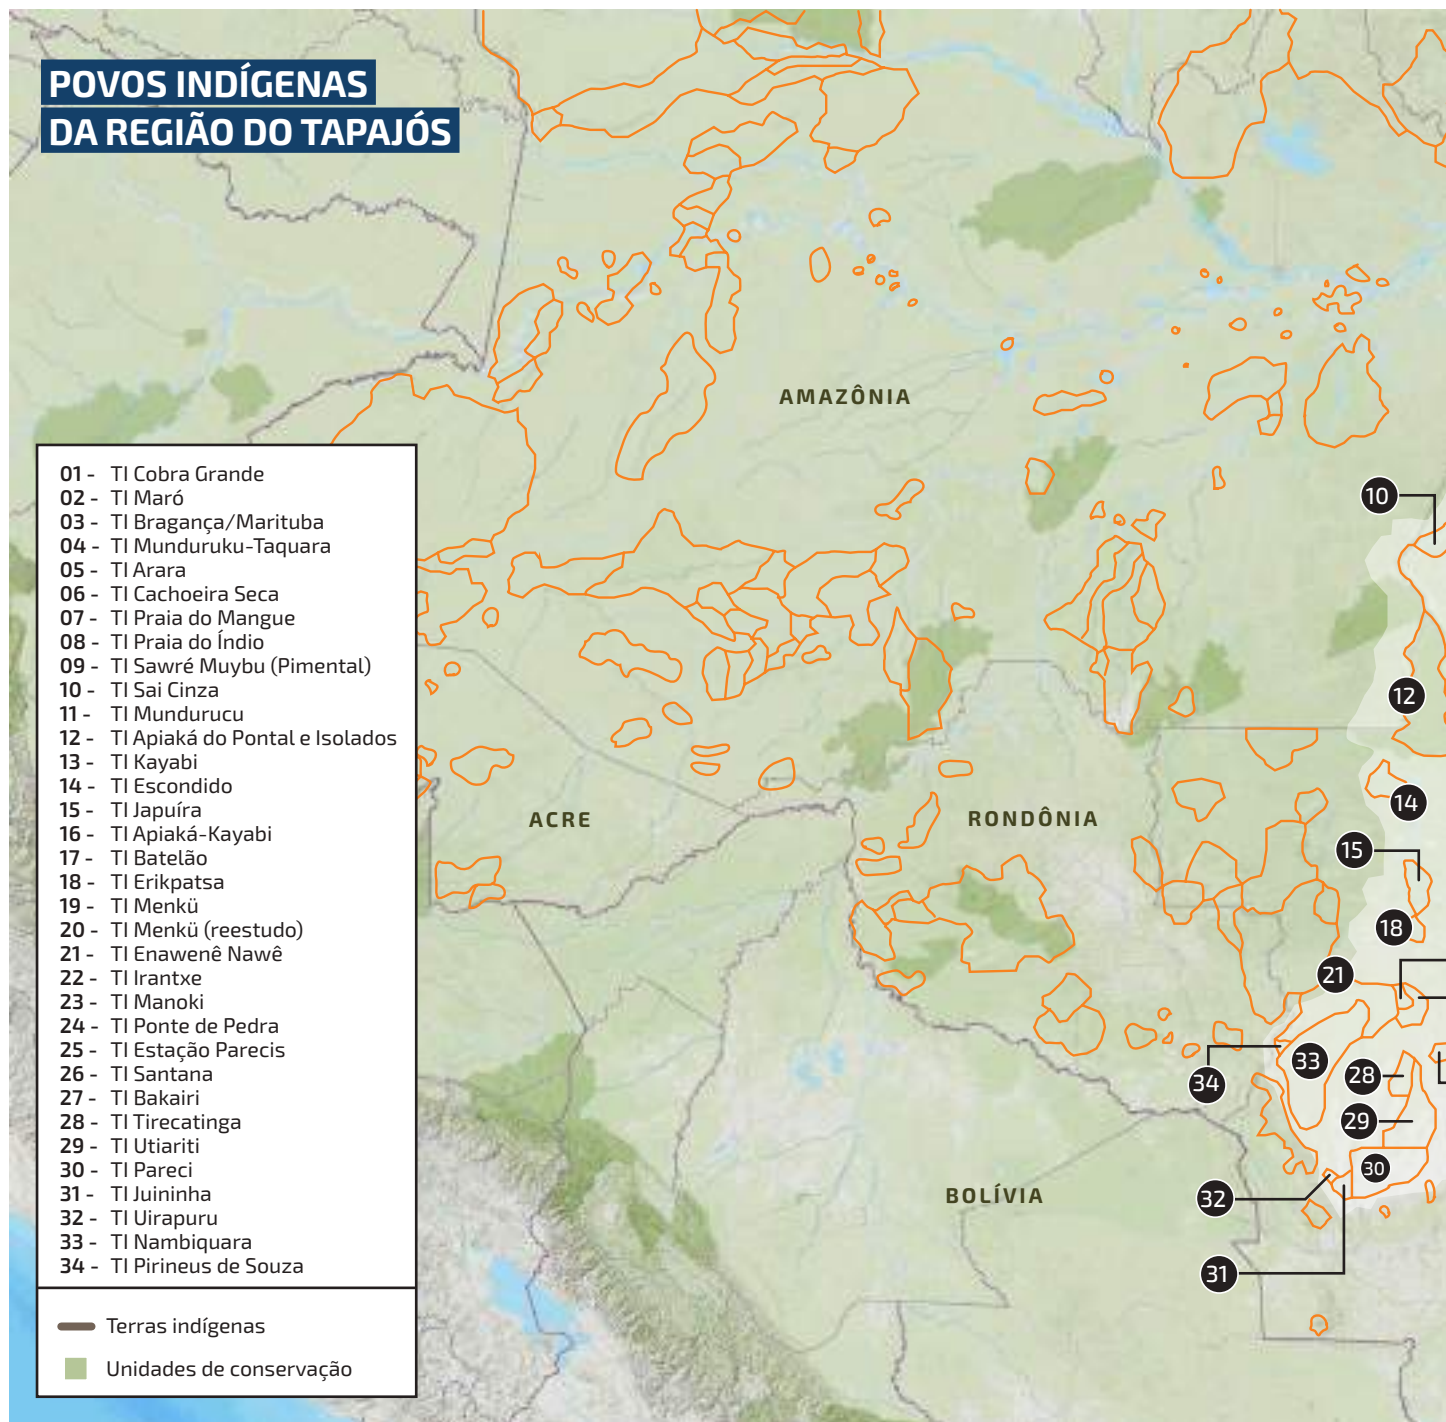 POVOS INDÍGENAS
DA REGIÃO DO TAPAJÓS
AMAZÔNIA
01 - TI Cobra Grande
02 - TI Maró
03 - TI Bragança/Marituba
04 - TI Munduruku-Taquara
05 - TI Arara
06 - TI Cachoeira Seca
07 - TI Praia do Mangue
08 - TI Praia do Índio
09 - TI Sawré Muybu (Pimental)
10 - TI Sai Cinza
11 - TI Mundurucu
12 - TI Apiaká do Pontal e Isolados
13 - TI Kayabi
14 - TI Escondido
15 - TI Japuíra
16 - TI Apiaká-Kayabi
17 - TI Batelão
18 - TI Erikpatsa
19 - TI Menkü
20 - TI Menkü (reestudo)
21 - TI Enawenê Nawê
22 - TI Irantxe
23 - TI Manoki
24 - TI Ponte de Pedra
25 - TI Estação Parecis
26 - TI Santana
27 - TI Bakairi
28 - TI Tirecatinga
29 - TI Utiariti
30 - TI Pareci
31 - TI Juininha
32 - TI Uirapuru
33 - TI Nambiquara
34 - TI Pirineus de Souza
Terras indígenas
Unidades de conservação
ACRE
RONDÔNIA
BOLÍVIA
10
12
14
15
18
21
33
34
28
29
30
32
31